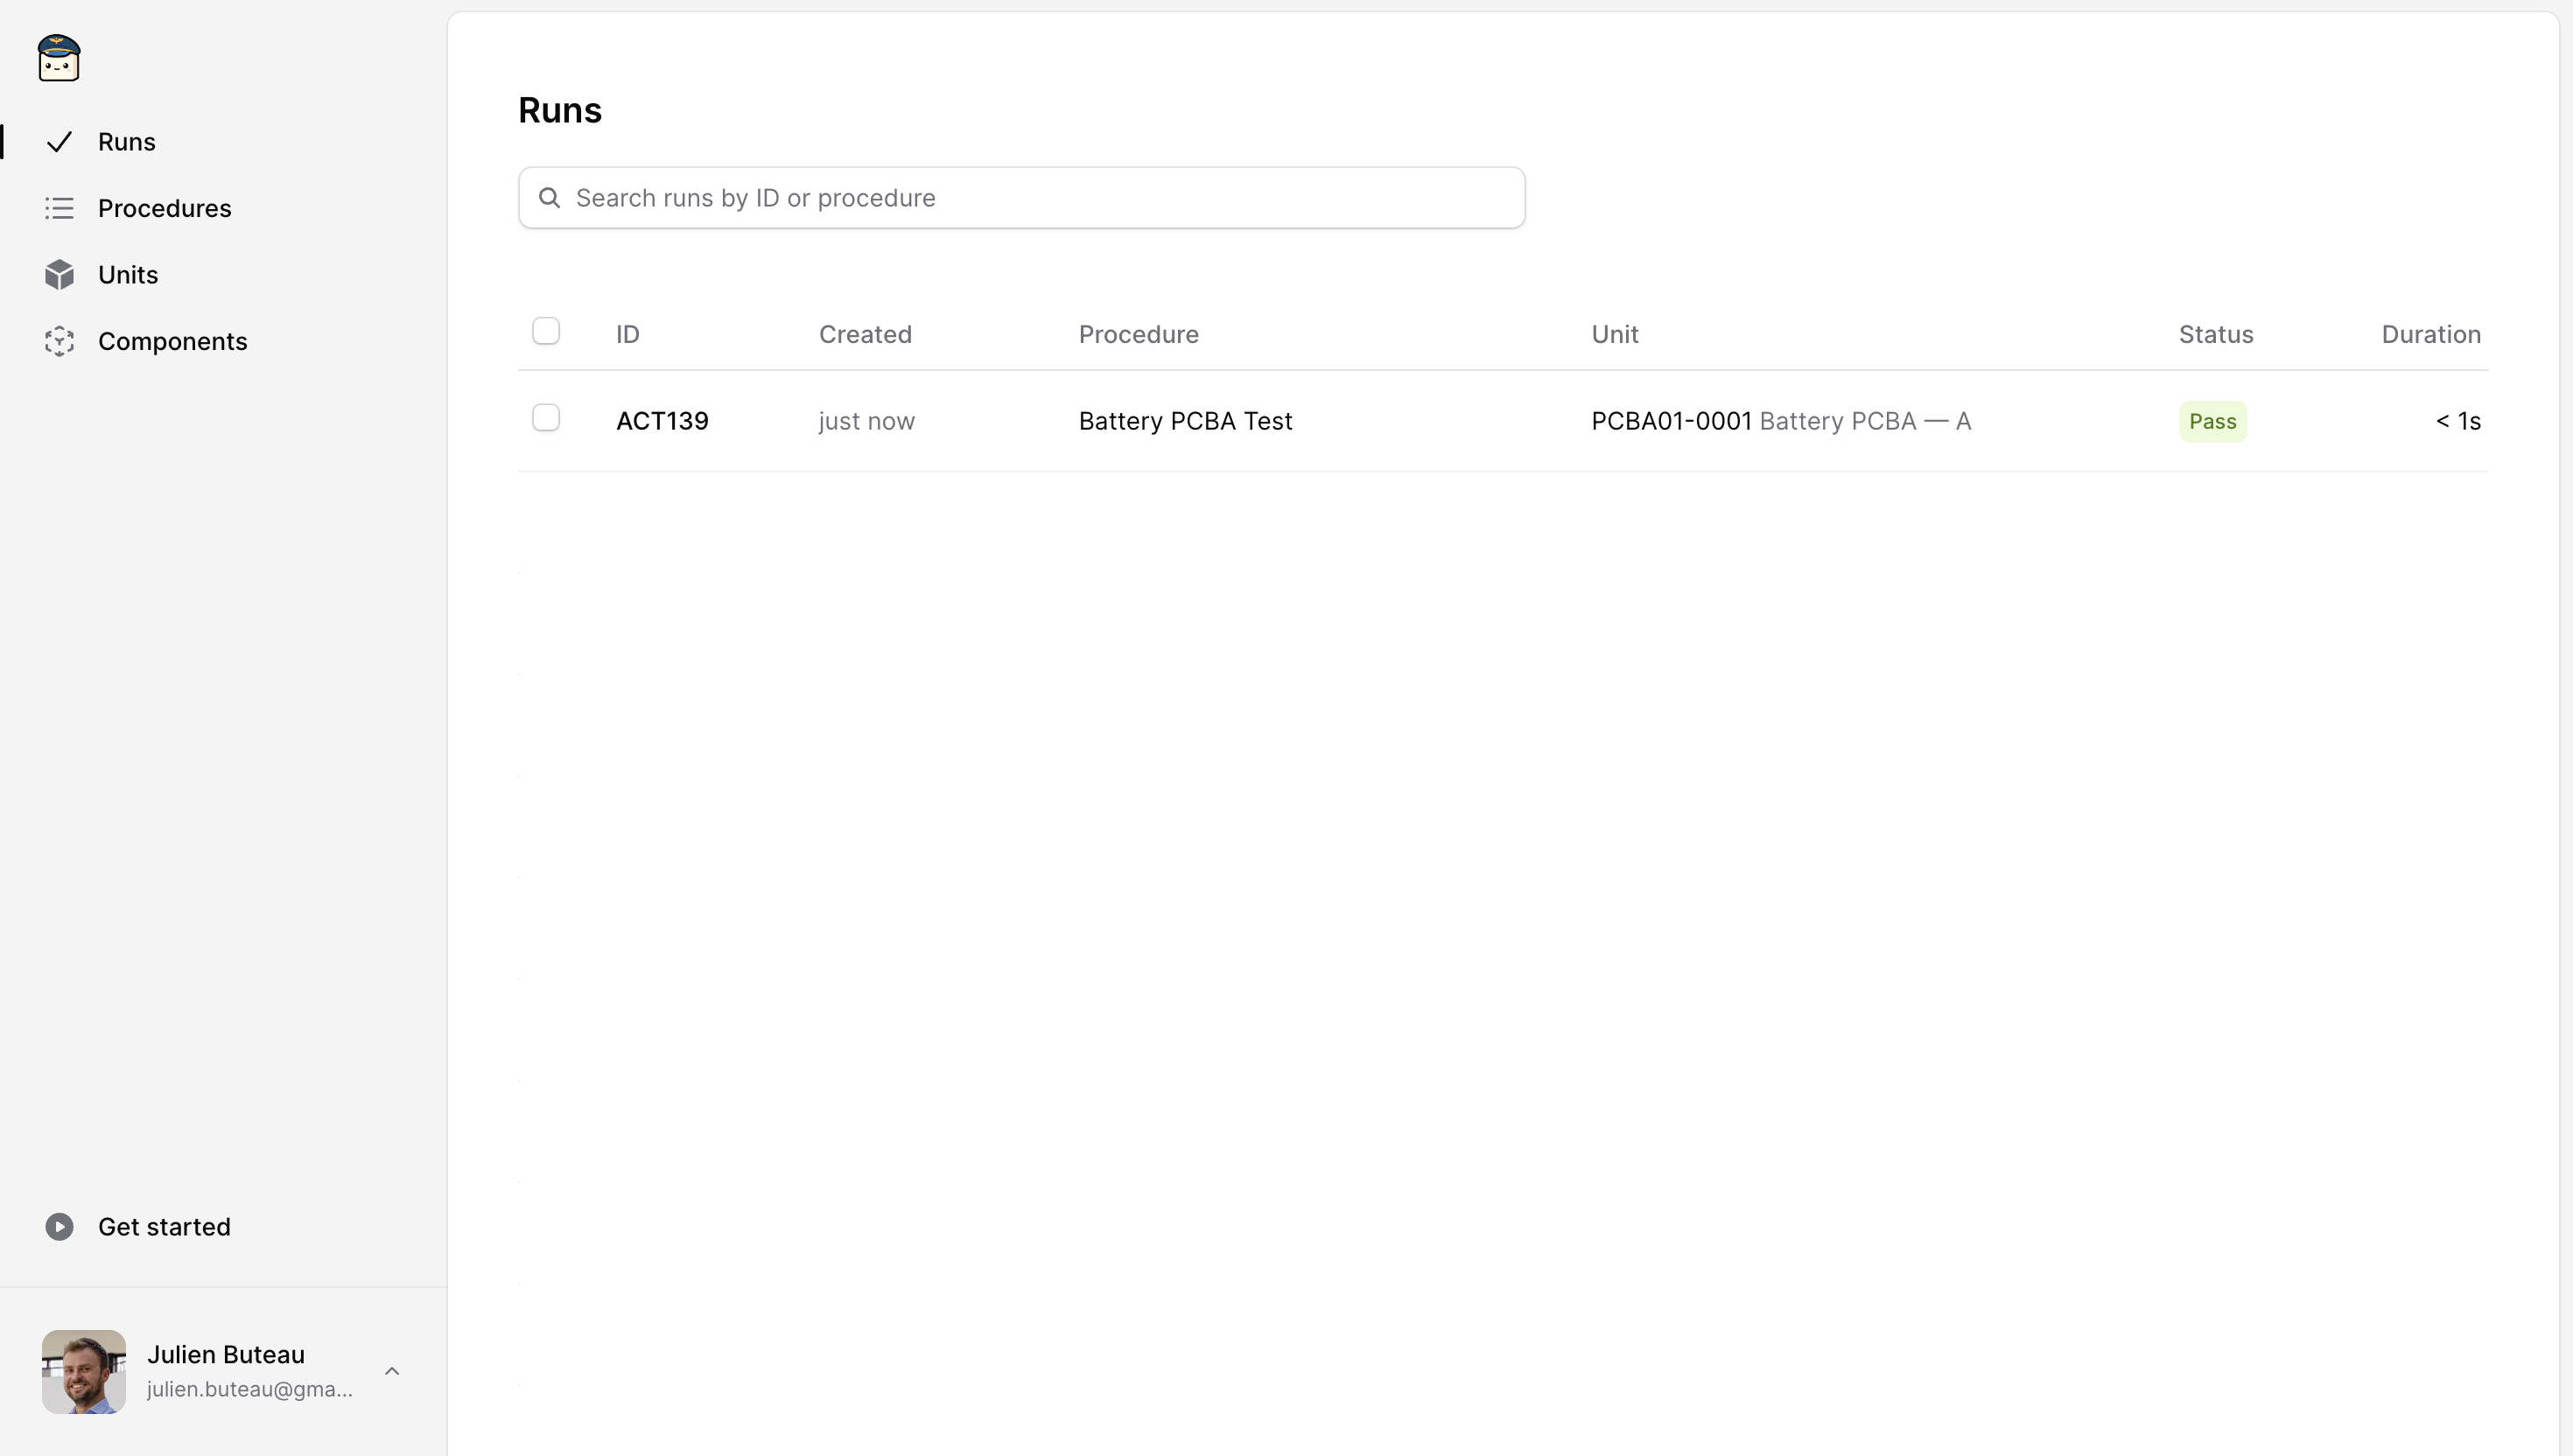 Runs
Procedures
Units
Components
Get started
Julien Buteau
julien.buteau@gma...
Runs
Search runs by ID or procedure
ID Created Procedure Unit Status Duration
ACT139 just now Battery PCBA Test PCBA01-0001 Battery PCBA — A Pass < 1s